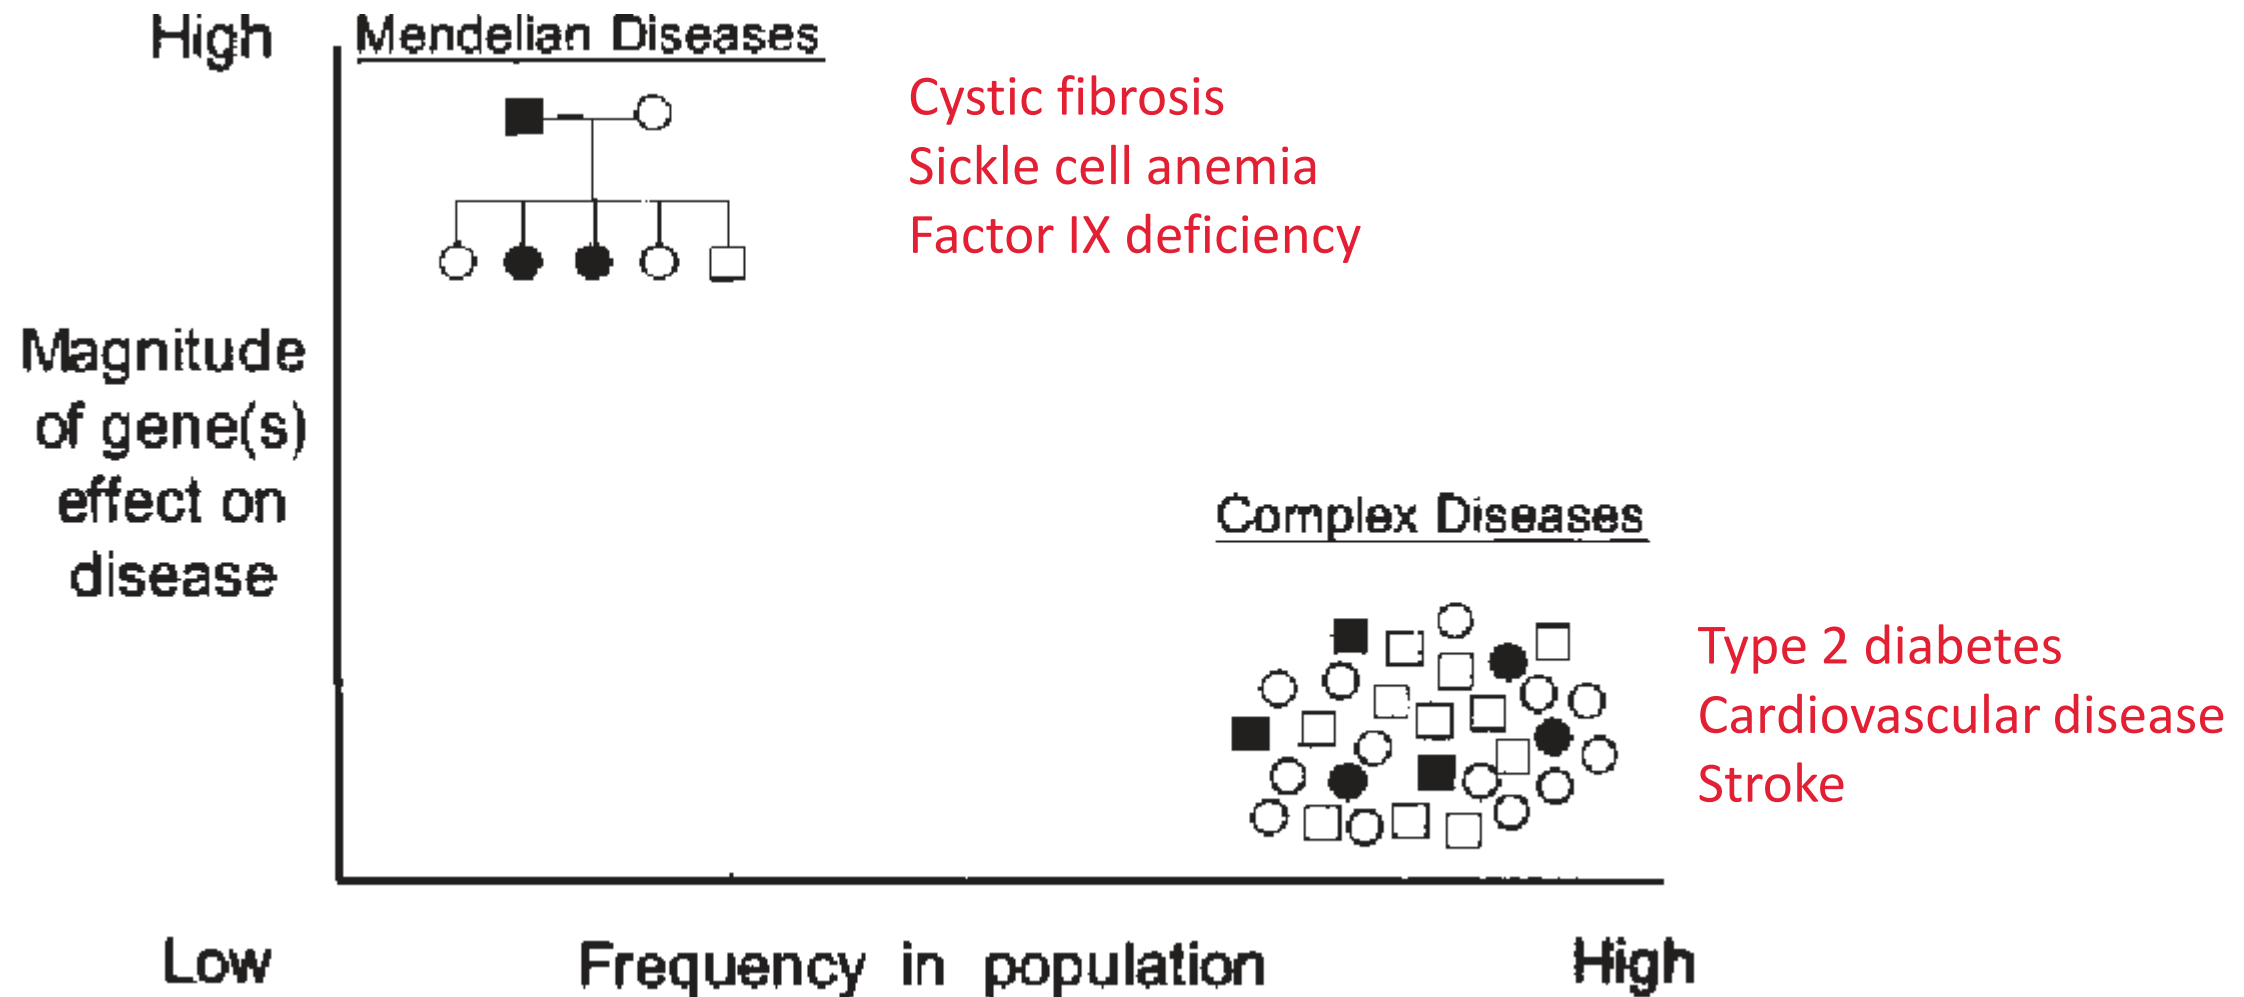 High
Mendelian Diseases
Cystic fibrosis
Sickle cell anemia
Factor IX deficiency
Magnitude
of gene(s)
effect on
disease
Complex Diseases
Type 2 diabetes
Cardiovascular disease
Stroke
Low
Frequency in population
High